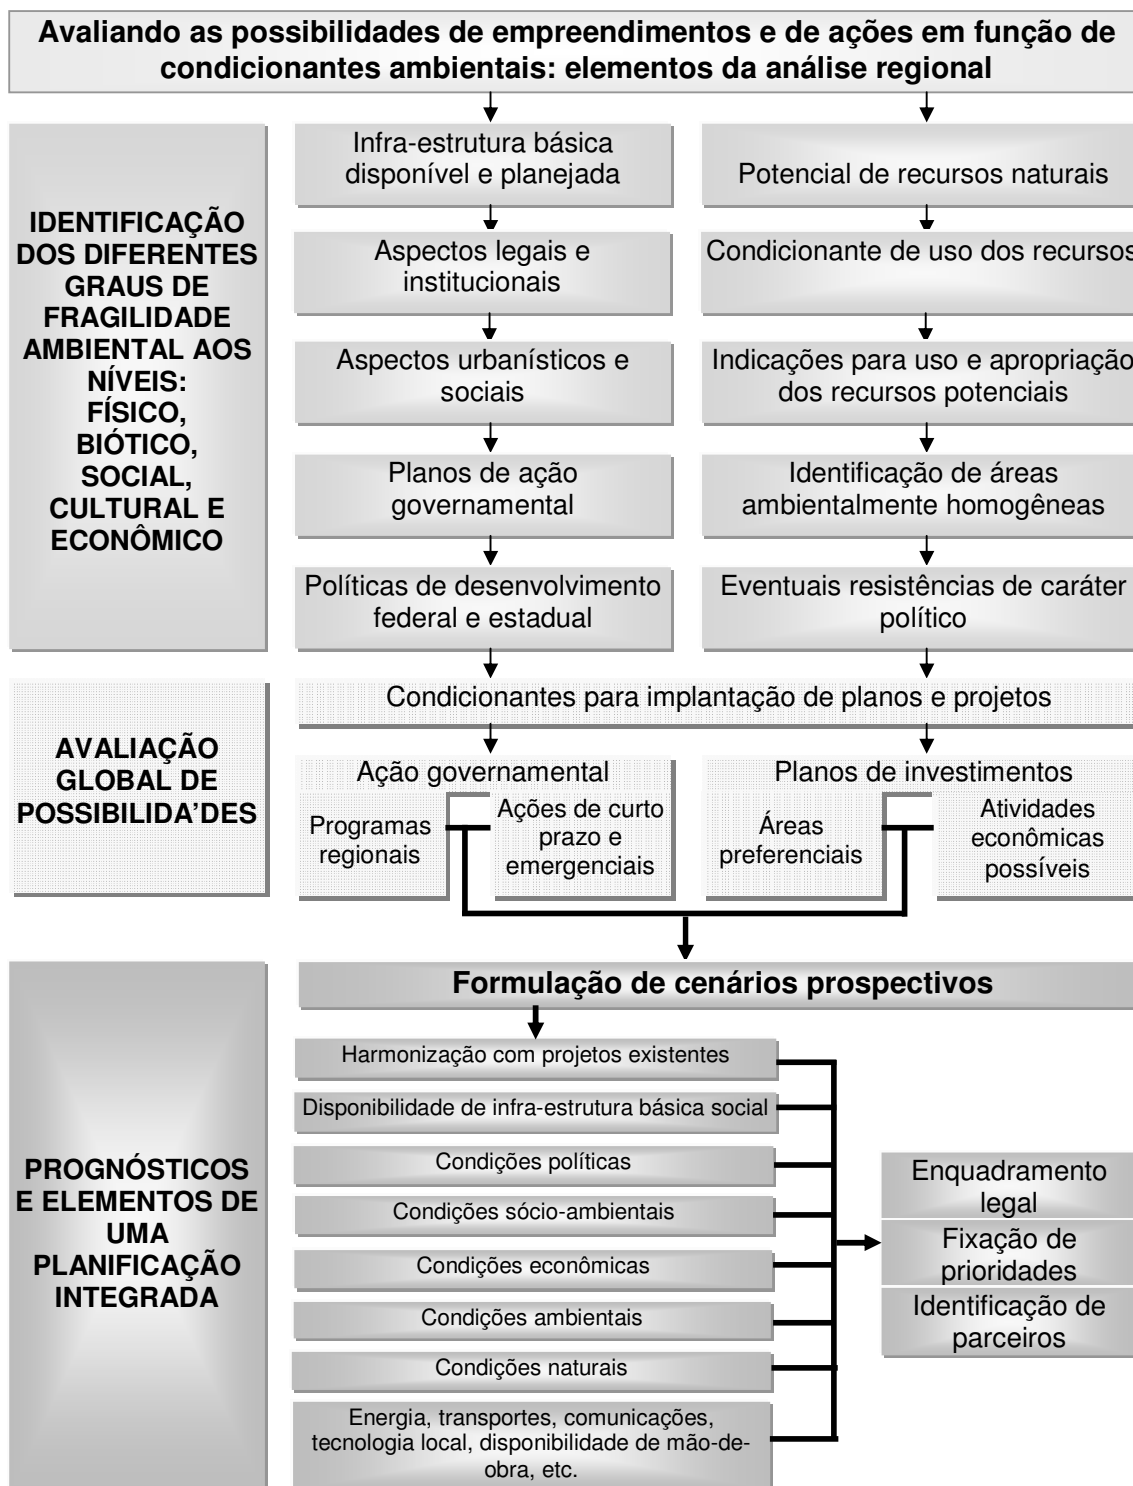 Avaliando as possibilidades de empreendimentos e de ações em função de
condicionantes ambientais: elementos da análise regional
IDENTIFICAÇÃO
DOS DIFERENTES
GRAUS DE
FRAGILIDADE
AMBIENTAL AOS
NÍVEIS:
FÍSICO,
BIÓTICO,
SOCIAL,
CULTURAL E
ECONÔMICO
Infra-estrutura básica
disponível e planejada
Aspectos legais e
institucionais
Aspectos urbanísticos e
sociais
Planos de ação
governamental
Políticas de desenvolvimento
federal e estadual
Potencial de recursos naturais
Condicionante de uso dos recursos
Indicações para uso e apropriação
dos recursos potenciais
Identificação de áreas
ambientalmente homogêneas
Eventuais resistências de caráter
político
AVALIAÇÃO
GLOBAL DE
POSSIBILIDA'DES
Condicionantes para implantação de planos e projetos
Ação governamental
Programas
regionais
Ações de curto
prazo e
emergenciais
Planos de investimentos
Áreas
preferenciais
Atividades
econômicas
possíveis
PROGNÓSTICOS
E ELEMENTOS DE
UMA
PLANIFICAÇÃO
INTEGRADA
Formulação de cenários prospectivos
Harmonização com projetos existentes
Disponibilidade de infra-estrutura básica social
Condições políticas
Condições sócio-ambientais
Condições econômicas
Condições ambientais
Condições naturais
Energia, transportes, comunicações,
tecnologia local, disponibilidade de mão-de-
obra, etc.
Enquadramento
legal
Fixação de
prioridades
Identificação de
parceiros